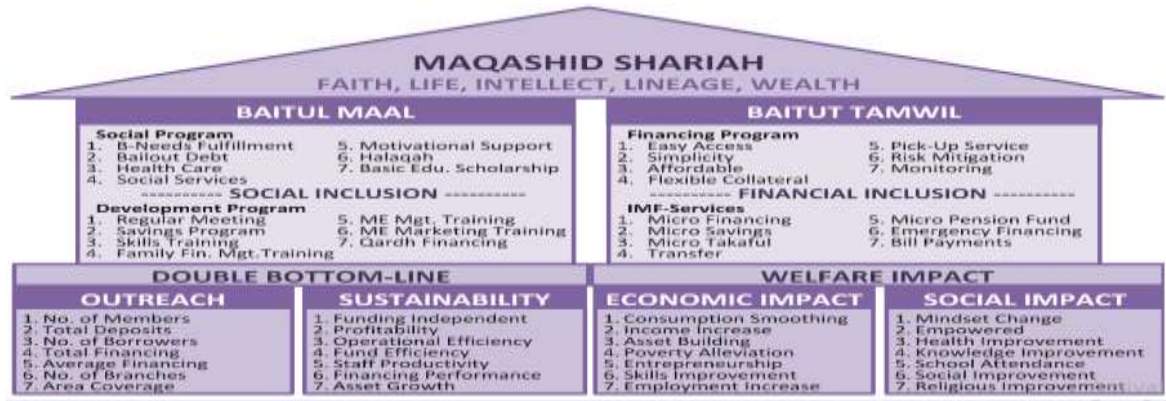 MAQASHID SHARIAH
FAITH, LIFE, INTELLECT, LINEAGE, WEALTH
BAITUL MAAL
Social Program
1. B-Needs Fulfillment
2. Bailout Debt
3. Health Care
4. Social Services
5. Motivational Support
6. Halaqah
7. Basic Edu. Scholarship
---------- SOCIAL INCLUSION ----------
Development Program
1. Regular Meeting
2. Savings Program
3. Skills Training
4. Family Fin. Mgt.Training
5. ME Mgt. Training
6. ME Marketing Training
7. Qardh Financing
BAITUT TAMWIL
Financing Program
1. Easy Access
2. Simplicity
3. Affordable
4. Flexible Collateral
5. Pick-Up Service
6. Risk Mitigation
7. Monitoring
---------- FINANCIAL INCLUSION ----------
IMF-Services
1. Micro Financing
2. Micro Savings
3. Micro Takaful
4. Transfer
5. Micro Pension Fund
6. Emergency Financing
7. Bill Payments
DOUBLE BOTTOM-LINE
WELFARE IMPACT
OUTREACH
1. No. of Members
2. Total Deposits
3. No. of Borrowers
4. Total Financing
5. Average Financing
6. No. of Branches
7. Area Coverage
SUSTAINABILITY
1. Funding Independent
2. Profitability
3. Operational Efficiency
4. Fund Efficiency
5. Staff Productivity
6. Financing Performance
7. Asset Growth
ECONOMIC IMPACT
1. Consumption Smoothing
2. Income Increase
3. Asset Building
4. Poverty Alleviation
5. Entrepreneurship
6. Skills Improvement
7. Employment Increase
SOCIAL IMPACT
1. Mindset Change
2. Empowered
3. Health Improvement
4. Knowledge Improvement
5. School Attendance
6. Social Improvement
7. Religious Improvement